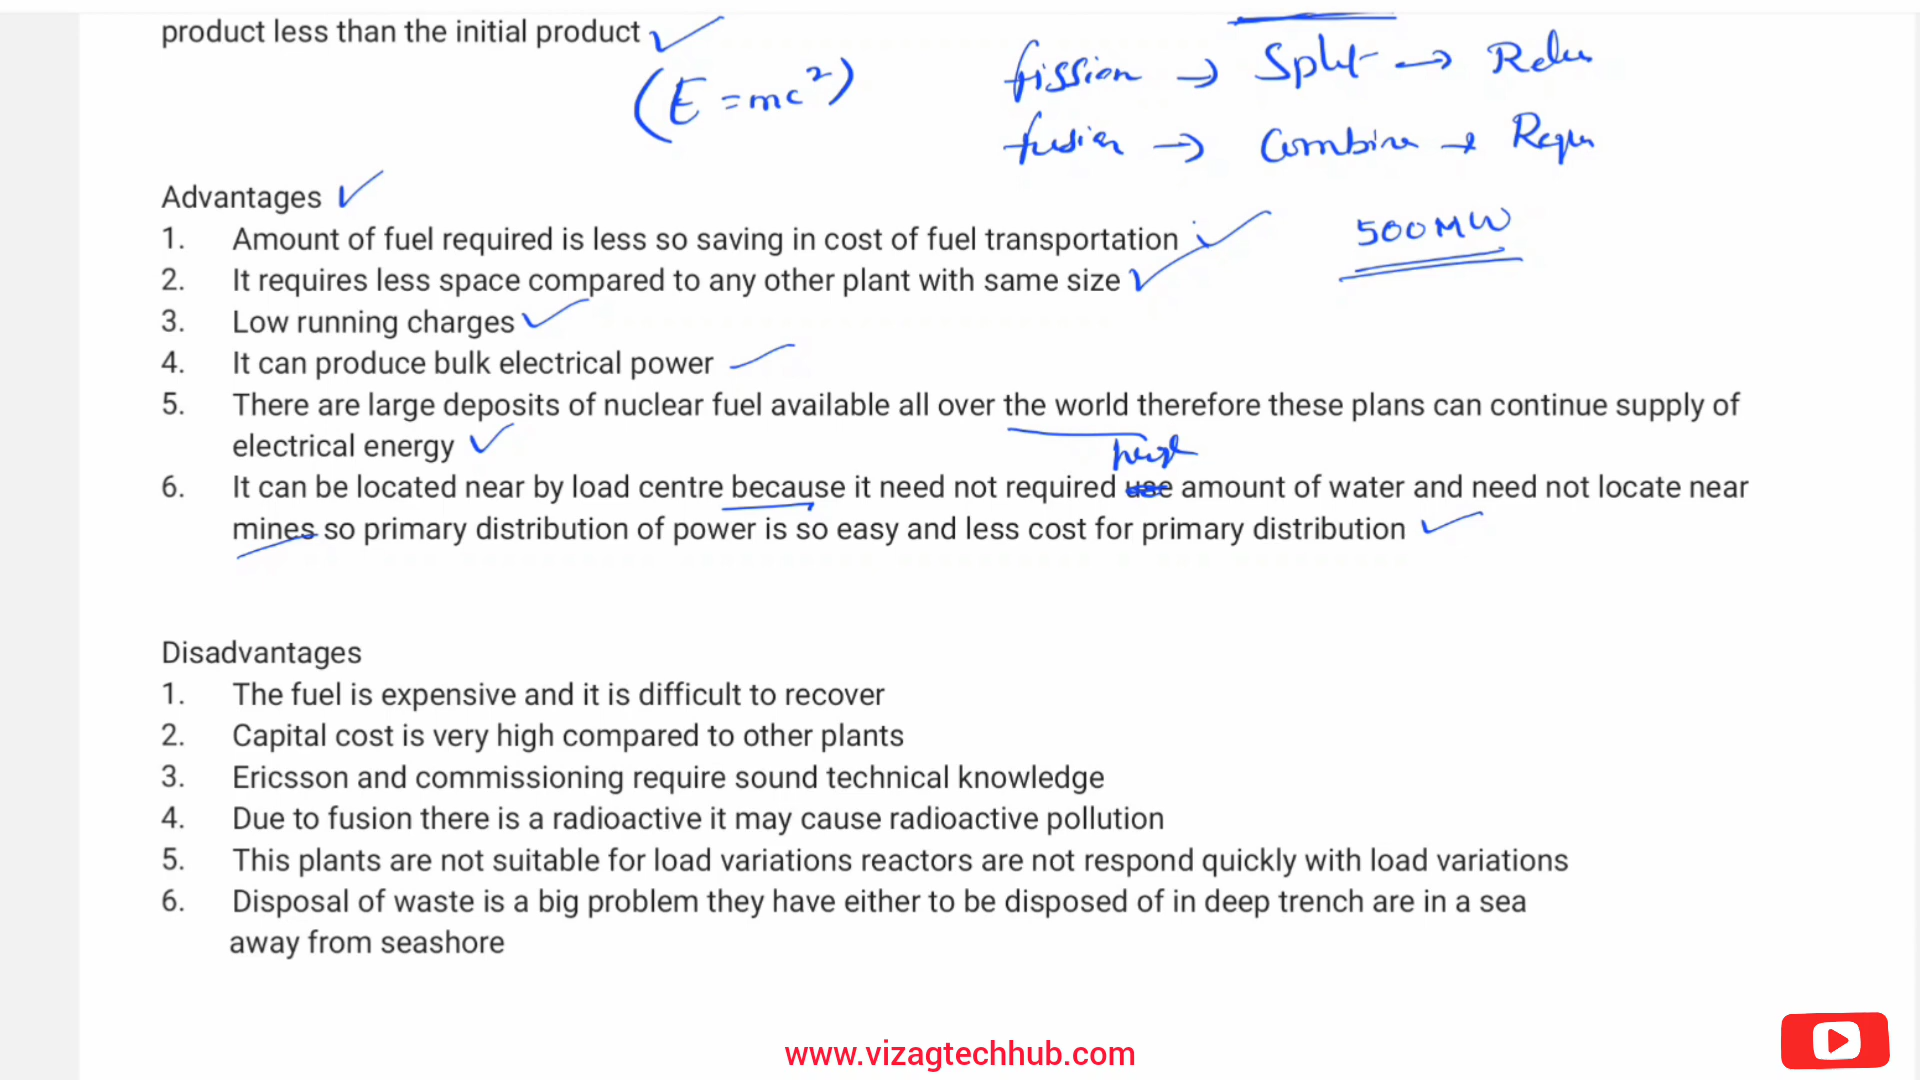 product less than the initial product
(E = mc²)
fission → Split →
fusion → Combine →
Advantages
1. Amount of fuel required is less so saving in cost of fuel transportation
500MW
2. It requires less space compared to any other plant with same size
3. Low running charges
4. It can produce bulk electrical power
5. There are large deposits of nuclear fuel available all over the world therefore these plans can continue supply of
electrical energy
6. It can be located near by load centre because it need not required use amount of water and need not locate near
mines so primary distribution of power is so easy and less cost for primary distribution
Disadvantages
1. The fuel is expensive and it is difficult to recover
2. Capital cost is very high compared to other plants
3. Ericsson and commissioning require sound technical knowledge
4. Due to fusion there is a radioactive it may cause radioactive pollution
5. This plants are not suitable for load variations reactors are not respond quickly with load variations
6. Disposal of waste is a big problem they have either to be disposed of in deep trench are in a sea
away from seashore
www.vizagtechhub.com